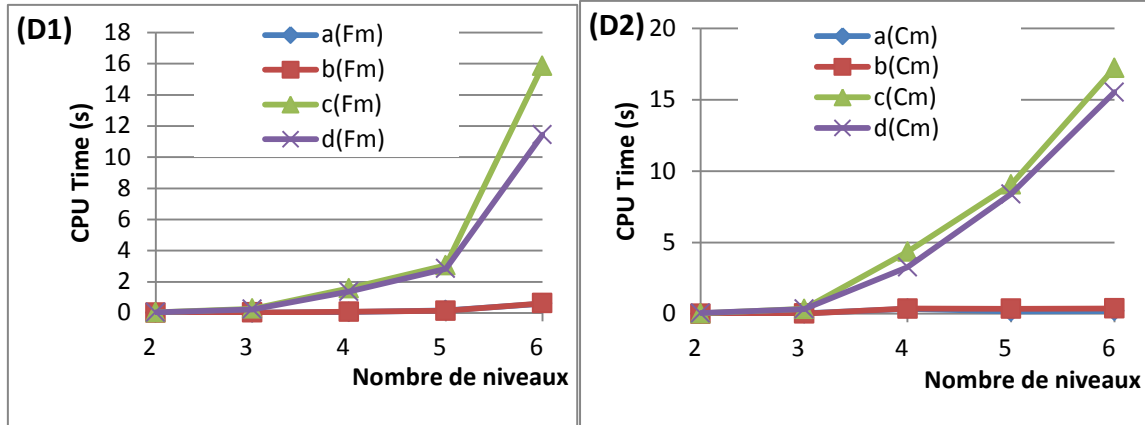 (D1)
CPU Time (s)
18
16
14
12
10
8
6
4
2
0
a(Fm)
b(Fm)
c(Fm)
d(Fm)
2 3 4 5 6
Nombre de niveaux
(D2)
CPU Time (s)
20
15
10
5
0
a(Cm)
b(Cm)
c(Cm)
d(Cm)
2 3 4 5 6
Nombre de niveaux